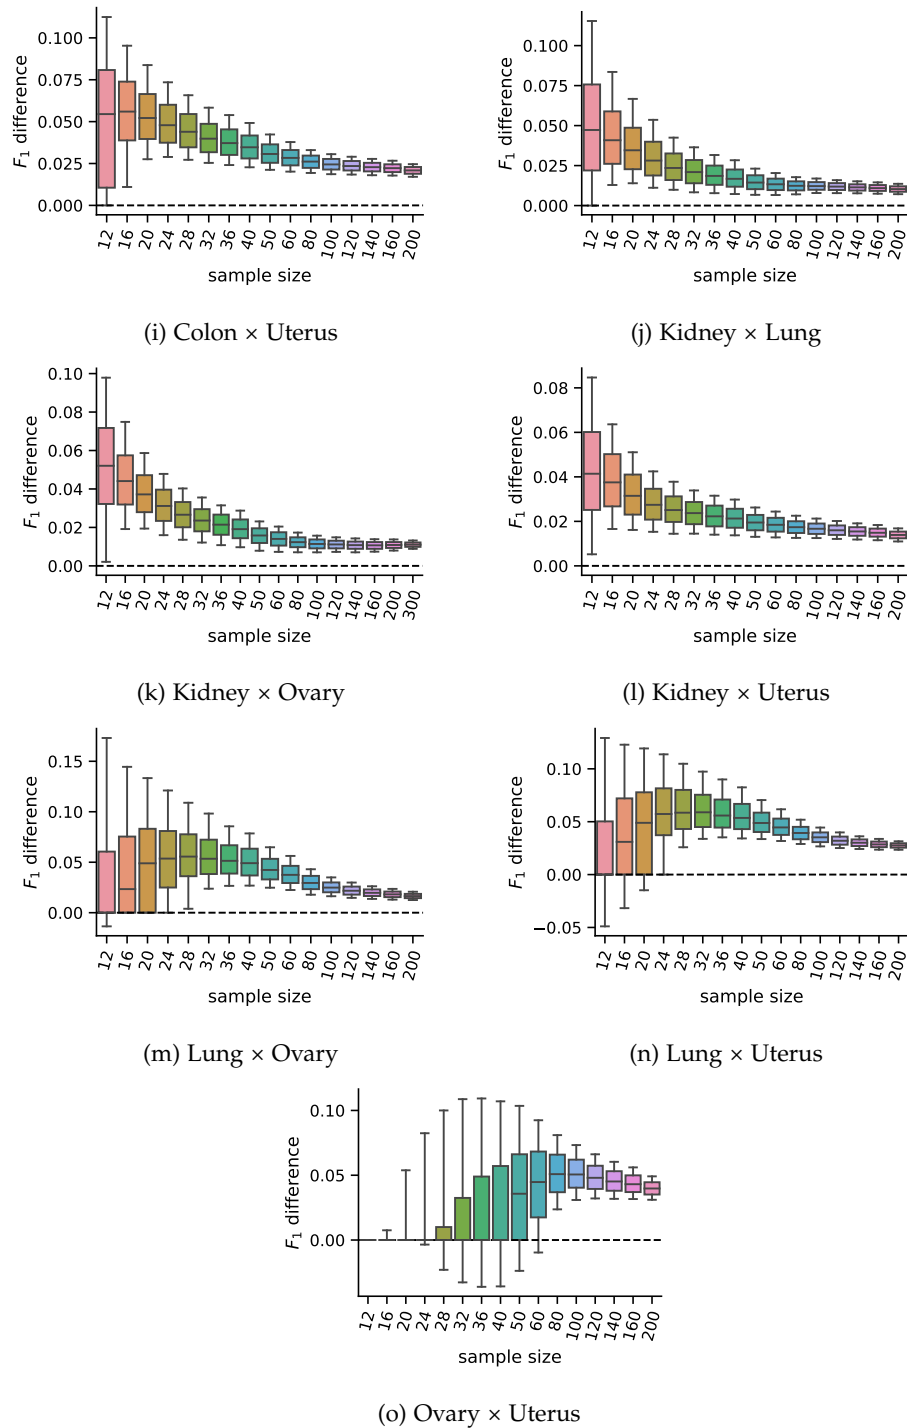 0.100
0.075
0.050
0.025
0.000
F1 difference
12 16 20 24 28 32 36 40 50 60 80 100 120 140 160 200
sample size
(i) Colon × Uterus
0.100
0.075
0.050
0.025
0.000
F1 difference
12 16 20 24 28 32 36 40 50 60 80 100 120 140 160 200
sample size
(j) Kidney × Lung
0.10
0.08
0.06
0.04
0.02
0.00
F1 difference
12 16 20 24 28 32 36 40 50 60 80 100 120 140 160 200 300
sample size
(k) Kidney × Ovary
0.08
0.06
0.04
0.02
0.00
F1 difference
12 16 20 24 28 32 36 40 50 60 80 100 120 140 160 200
sample size
(l) Kidney × Uterus
0.15
0.10
0.05
0.00
F1 difference
12 16 20 24 28 32 36 40 50 60 80 100 120 140 160 200
sample size
(m) Lung × Ovary
0.10
0.05
0.00
−0.05
F1 difference
12 16 20 24 28 32 36 40 50 60 80 100 120 140 160 200
sample size
(n) Lung × Uterus
0.10
0.05
0.00
F1 difference
12 16 20 24 28 32 36 40 50 60 80 100 120 140 160 200
sample size
(o) Ovary × Uterus